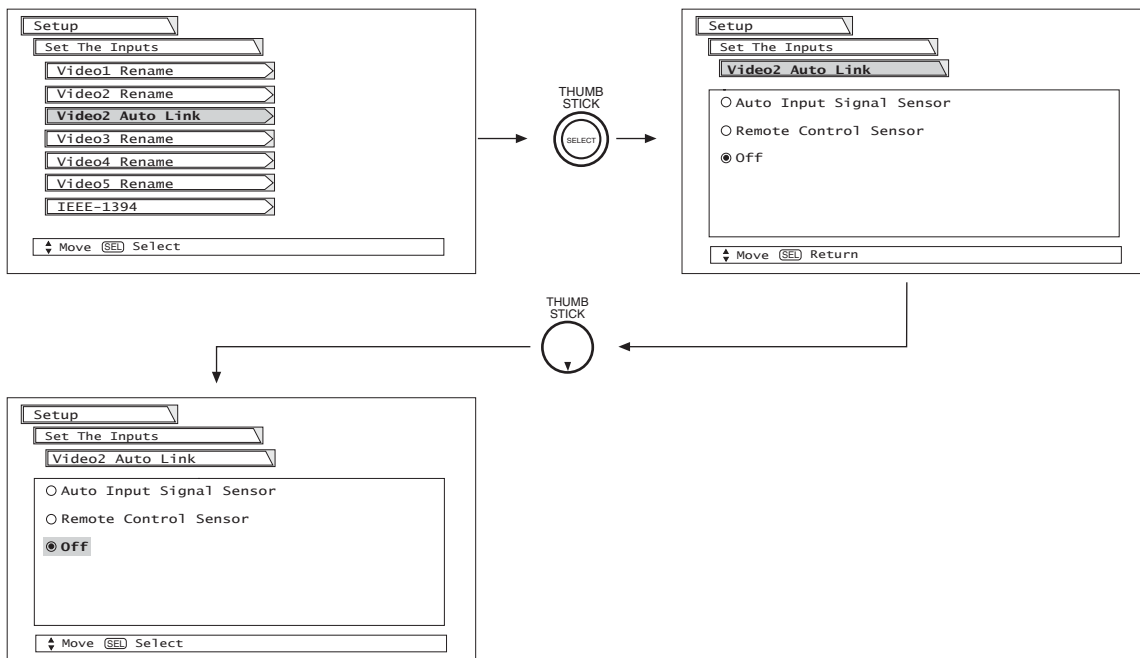 Setup
Set The Inputs
Video1 Rename
Video2 Rename
Video2 Auto Link
Video3 Rename
Video4 Rename
Video5 Rename
IEEE-1394
Move SEL Select
THUMB
STICK
SELECT
Setup
Set The Inputs
Video2 Auto Link
Auto Input Signal Sensor
Remote Control Sensor
Off
Move SEL Return
THUMB
STICK
Setup
Set The Inputs
Video2 Auto Link
Auto Input Signal Sensor
Remote Control Sensor
Off
Move SEL Select